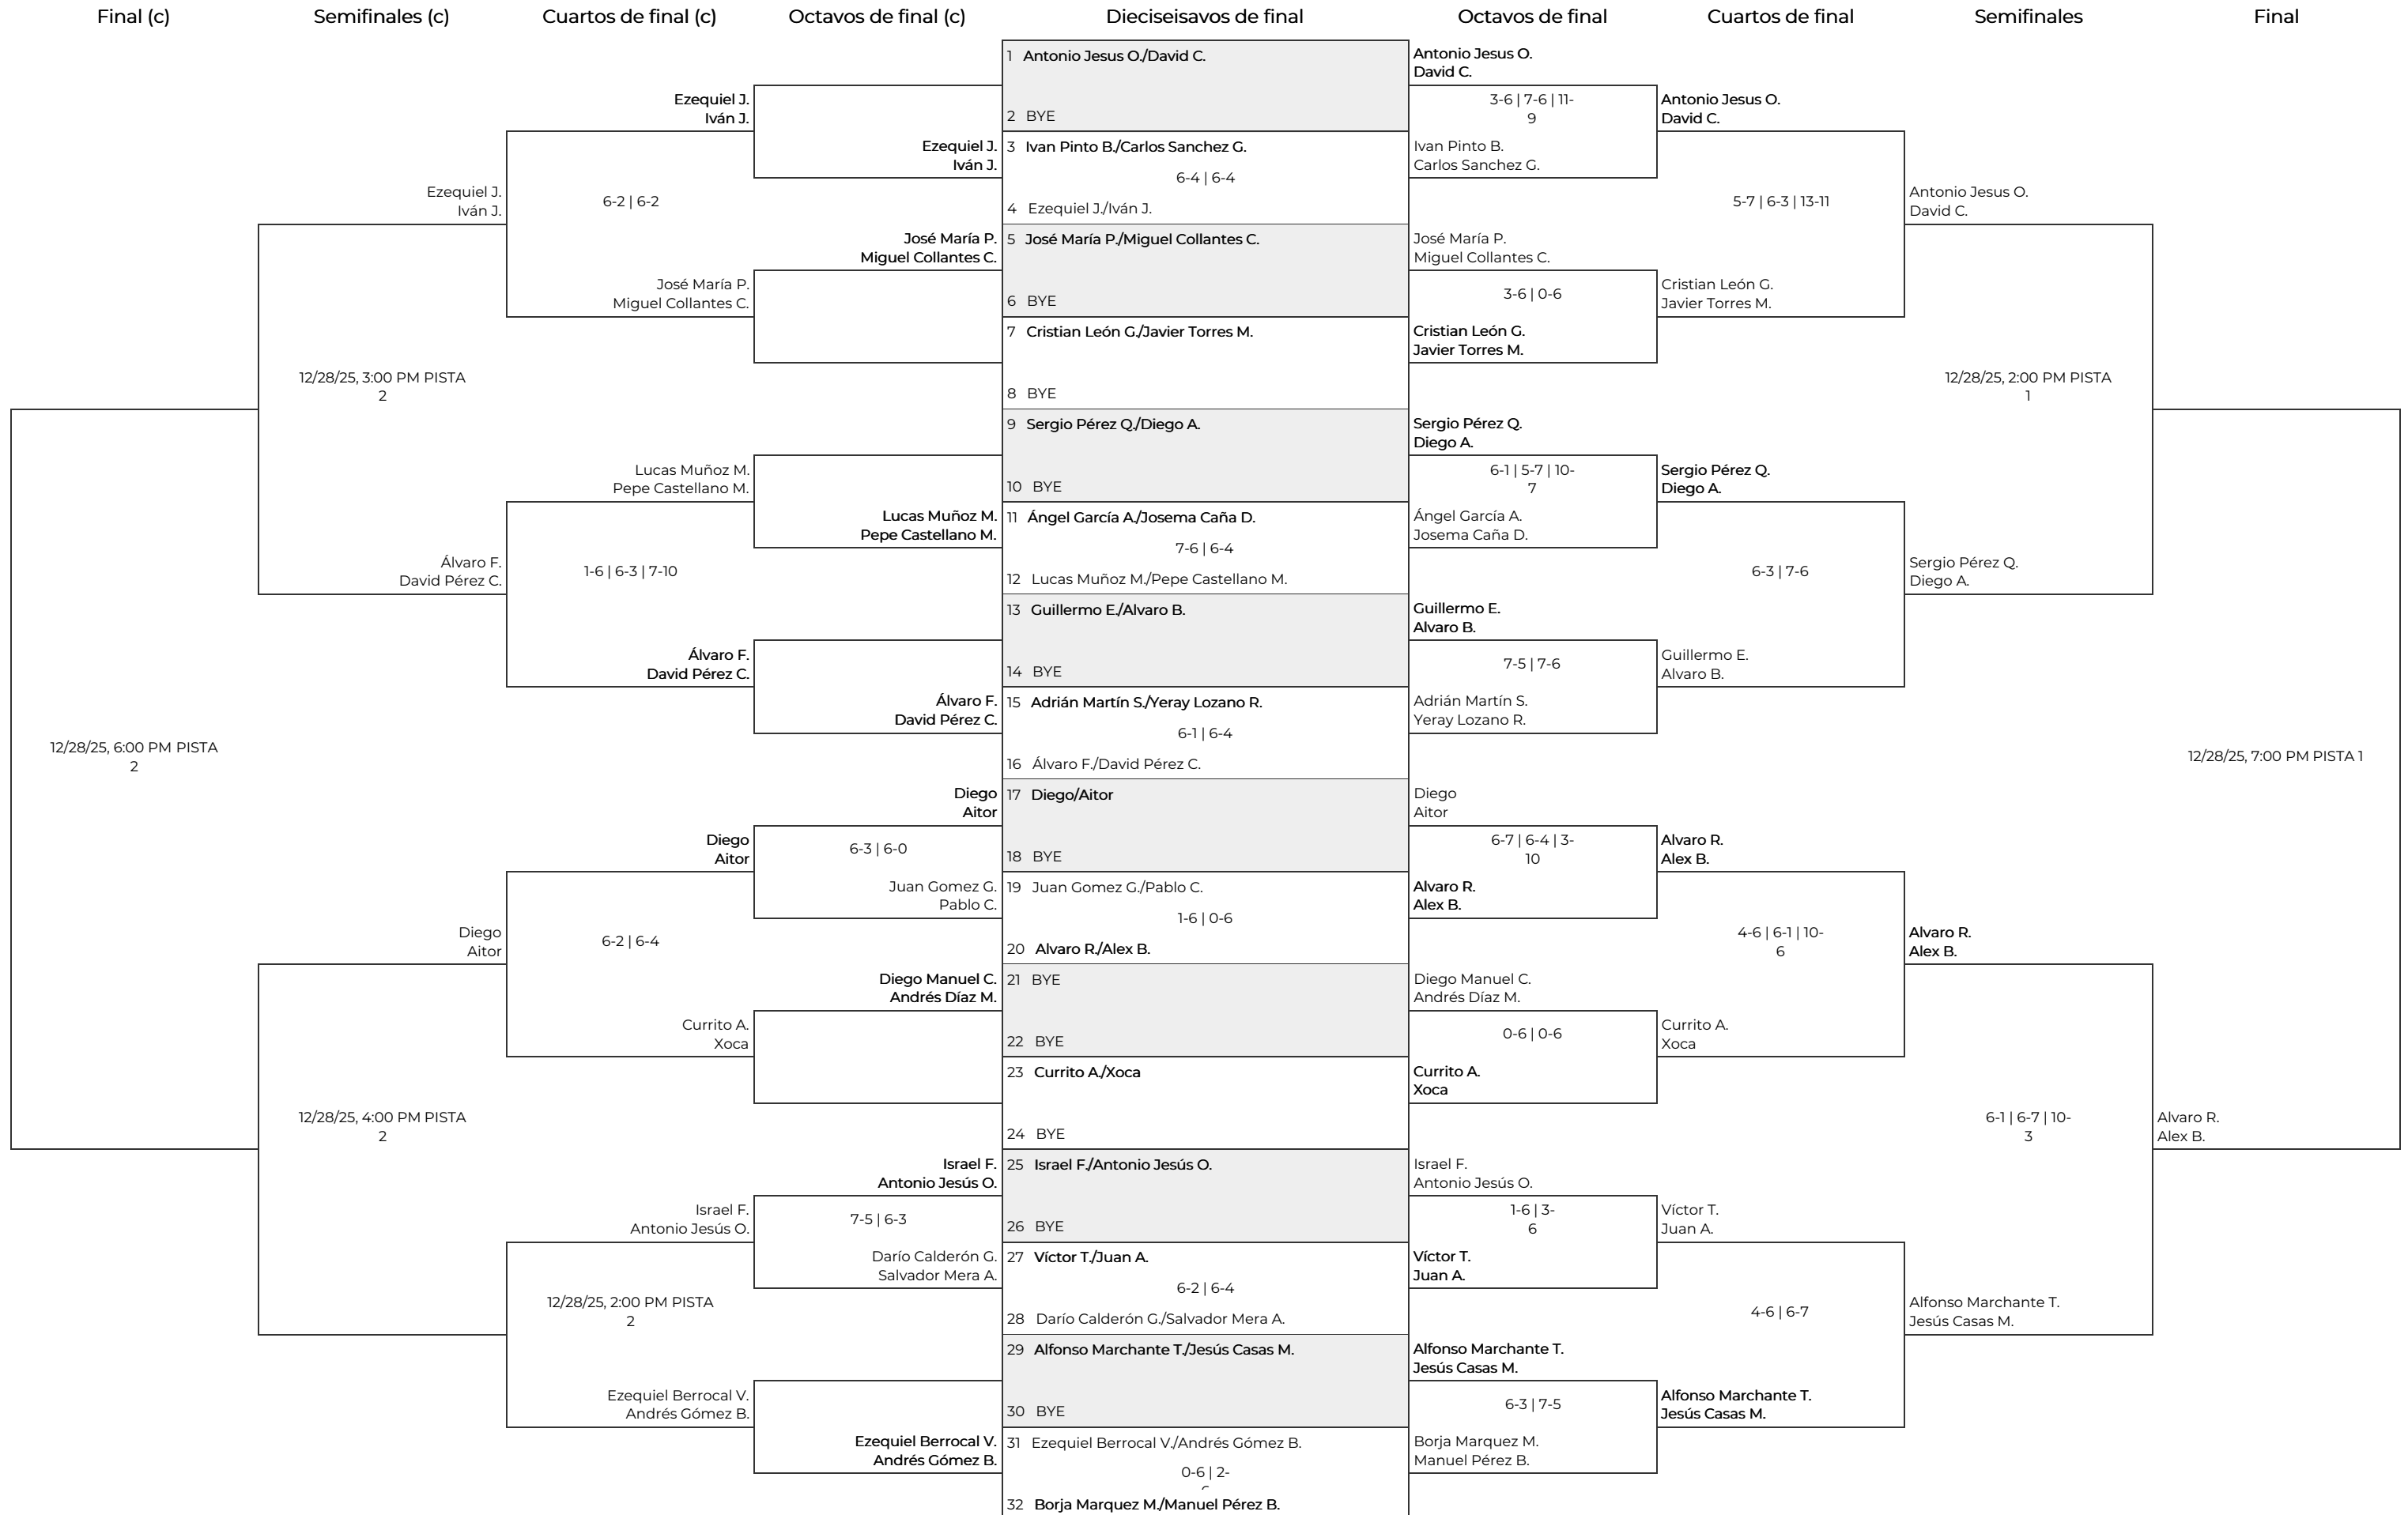 Final (c)
Semifinales (c)
Cuartos de final (c)
Octavos de final (c)
Dieciseisavos de final
Octavos de final
Cuartos de final
Semifinales
Final
12/28/25, 6:00 PM PISTA
2
Ezequiel J.
Iván J.
12/28/25, 3:00 PM PISTA
2
Álvaro F.
David Pérez C.
Diego
Aitor
12/28/25, 4:00 PM PISTA
2
Ezequiel J.
Iván J.
6-2 | 6-2
José María P.
Miguel Collantes C.
Lucas Muñoz M.
Pepe Castellano M.
1-6 | 6-3 | 7-10
Álvaro F.
David Pérez C.
Diego
Aitor
6-2 | 6-4
Currito A.
Xoca
Israel F.
Antonio Jesús O.
12/28/25, 2:00 PM PISTA
2
Ezequiel Berrocal V.
Andrés Gómez B.
Ezequiel J.
Iván J.
José María P.
Miguel Collantes C.
Lucas Muñoz M.
Pepe Castellano M.
Álvaro F.
David Pérez C.
Diego
Aitor
6-3 | 6-0
Juan Gomez G.
Pablo C.
Diego Manuel C.
Andrés Díaz M.
Israel F.
Antonio Jesús O.
7-5 | 6-3
Darío Calderón G.
Salvador Mera A.
Ezequiel Berrocal V.
Andrés Gómez B.
1 Antonio Jesus O./David C.
2 BYE
3 Ivan Pinto B./Carlos Sanchez G.
6-4 | 6-4
4 Ezequiel J./Iván J.
5 José María P./Miguel Collantes C.
6 BYE
7 Cristian León G./Javier Torres M.
8 BYE
9 Sergio Pérez Q./Diego A.
10 BYE
11 Ángel García A./Josema Caña D.
7-6 | 6-4
12 Lucas Muñoz M./Pepe Castellano M.
13 Guillermo E./Alvaro B.
14 BYE
15 Adrián Martín S./Yeray Lozano R.
6-1 | 6-4
16 Álvaro F./David Pérez C.
17 Diego/Aitor
18 BYE
19 Juan Gomez G./Pablo C.
1-6 | 0-6
20 Alvaro R./Alex B.
21 BYE
22 BYE
23 Currito A./Xoca
24 BYE
25 Israel F./Antonio Jesús O.
26 BYE
27 Víctor T./Juan A.
6-2 | 6-4
28 Darío Calderón G./Salvador Mera A.
29 Alfonso Marchante T./Jesús Casas M.
30 BYE
31 Ezequiel Berrocal V./Andrés Gómez B.
0-6 | 2-
32 Borja Marquez M./Manuel Pérez B.
Antonio Jesus O.
David C.
3-6 | 7-6 | 11-
9
Ivan Pinto B.
Carlos Sanchez G.
José María P.
Miguel Collantes C.
3-6 | 0-6
Cristian León G.
Javier Torres M.
Sergio Pérez Q.
Diego A.
6-1 | 5-7 | 10-
7
Ángel García A.
Josema Caña D.
Guillermo E.
Alvaro B.
7-5 | 7-6
Adrián Martín S.
Yeray Lozano R.
Diego
Aitor
6-7 | 6-4 | 3-
10
Alvaro R.
Alex B.
Diego Manuel C.
Andrés Díaz M.
0-6 | 0-6
Currito A.
Xoca
Israel F.
Antonio Jesús O.
1-6 | 3-
6
Víctor T.
Juan A.
Alfonso Marchante T.
Jesús Casas M.
6-3 | 7-5
Borja Marquez M.
Manuel Pérez B.
Antonio Jesus O.
David C.
5-7 | 6-3 | 13-11
Cristian León G.
Javier Torres M.
Sergio Pérez Q.
Diego A.
6-3 | 7-6
Guillermo E.
Alvaro B.
Alvaro R.
Alex B.
4-6 | 6-1 | 10-
6
Currito A.
Xoca
Víctor T.
Juan A.
4-6 | 6-7
Alfonso Marchante T.
Jesús Casas M.
Antonio Jesus O.
David C.
12/28/25, 2:00 PM PISTA
1
Sergio Pérez Q.
Diego A.
Alvaro R.
Alex B.
6-1 | 6-7 | 10-
3
Alfonso Marchante T.
Jesús Casas M.
12/28/25, 7:00 PM PISTA 1
Alvaro R.
Alex B.